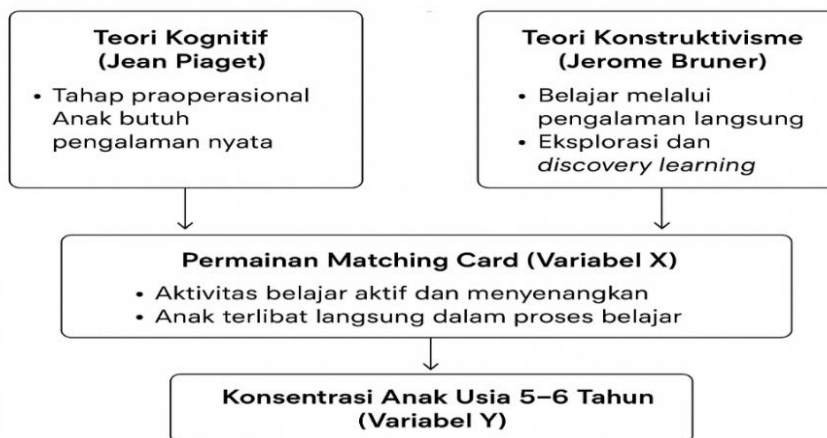 Teori Kognitif
(Jean Piaget)
• Tahap praoperasional
Anak butuh
pengalaman nyata
Teori Konstruktivisme
(Jerome Bruner)
• Belajar melalui
pengalaman langsung
• Eksplorasi dan
discovery learning
Permainan Matching Card (Variabel X)
• Aktivitas belajar aktif dan menyenangkan
• Anak terlibat langsung dalam proses belajar
Konsentrasi Anak Usia 5–6 Tahun
(Variabel Y)